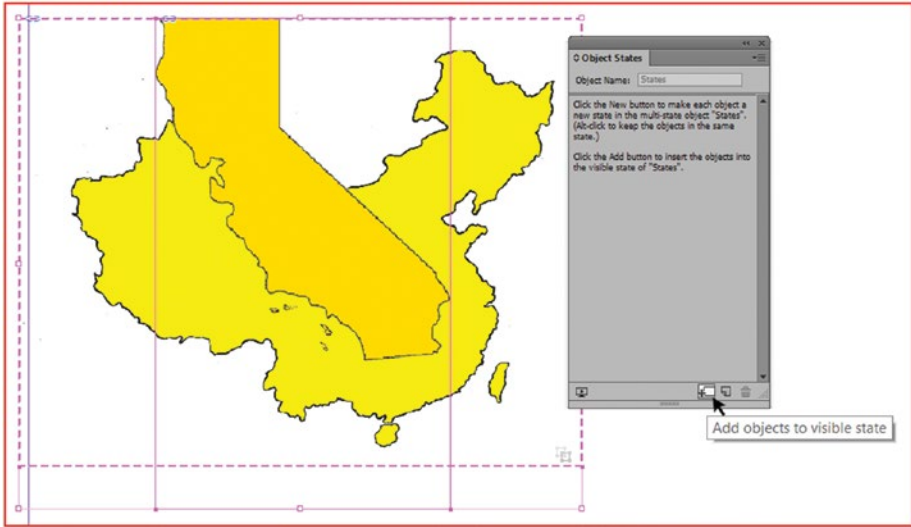 Object States
Object Name: States
Click the New button to make each object a
new state in the multi-state object "States".
(Alt-click to keep the objects in the same
state.)
Click the Add button to insert the objects into
the visible state of "States".
Add objects to visible state